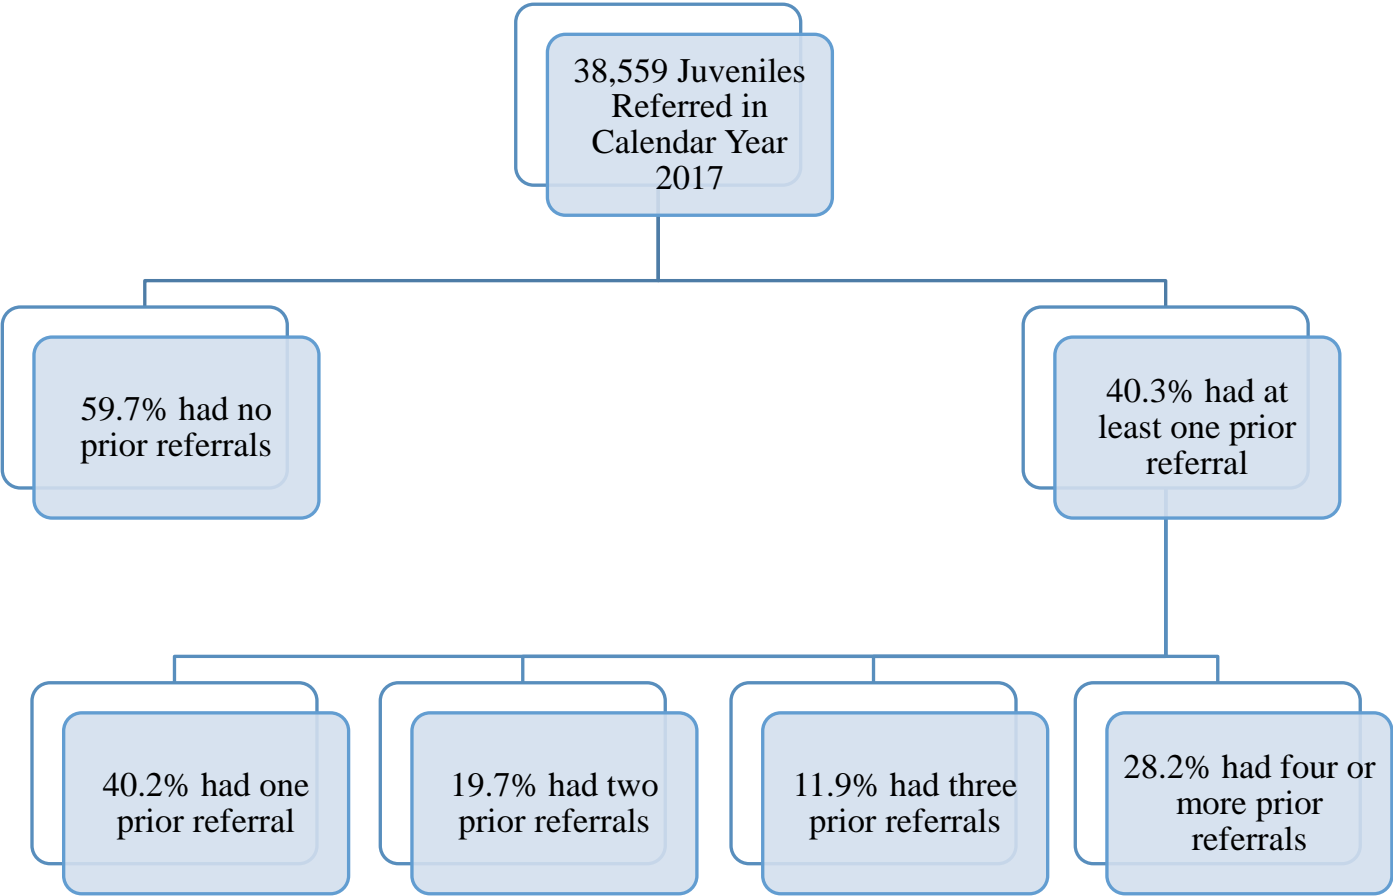 38,559 Juveniles
Referred in
Calendar Year
2017
59.7% had no
prior referrals
40.3% had at
least one prior
referral
40.2% had one
prior referral
19.7% had two
prior referrals
11.9% had three
prior referrals
28.2% had four or
more prior
referrals